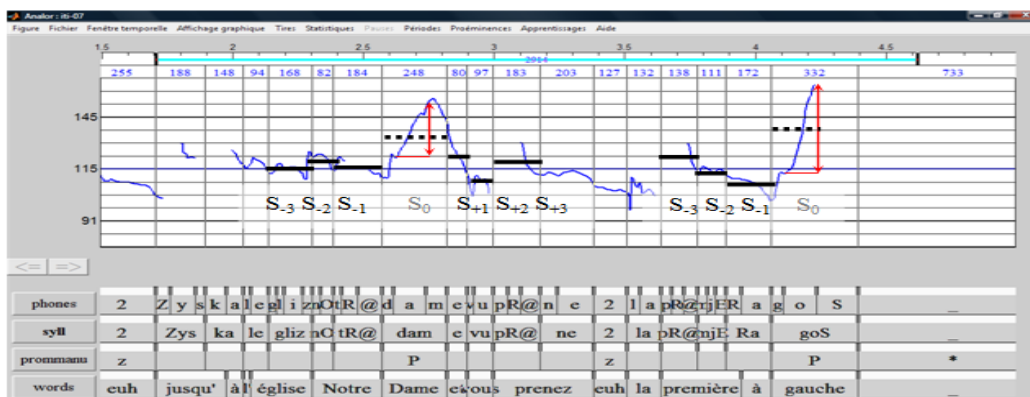 Analor : iti-07
Figure Fichier Fenêtre temporelle Affichage graphique Tires Statistiques Pauses Périodes Proéminences Apprentissages Aide
1.5 2 2.5 3 3.5 4 4.5
2914
255 188 148 94 168 82 184 248 80 97 183 203 127 132 138 111 172 332 733
145
115
S-3 S-2 S-1 S0 S+1 S+2 S+3 S-3 S-2 S-1 S0
91
<= =>
phones 2 Z y s k a l e g l i z n O t R @ d a m e v u p R @ n e 2 l a p R @ m j E R a g o S _
syll 2 Zys ka le gliz nO tR@ dam e vu pR@ ne 2 la pR@ mjE Ra goS _
prommanu z P z P *
words euh jusqu' à l' église Notre Dame et vous prenez euh la première à gauche